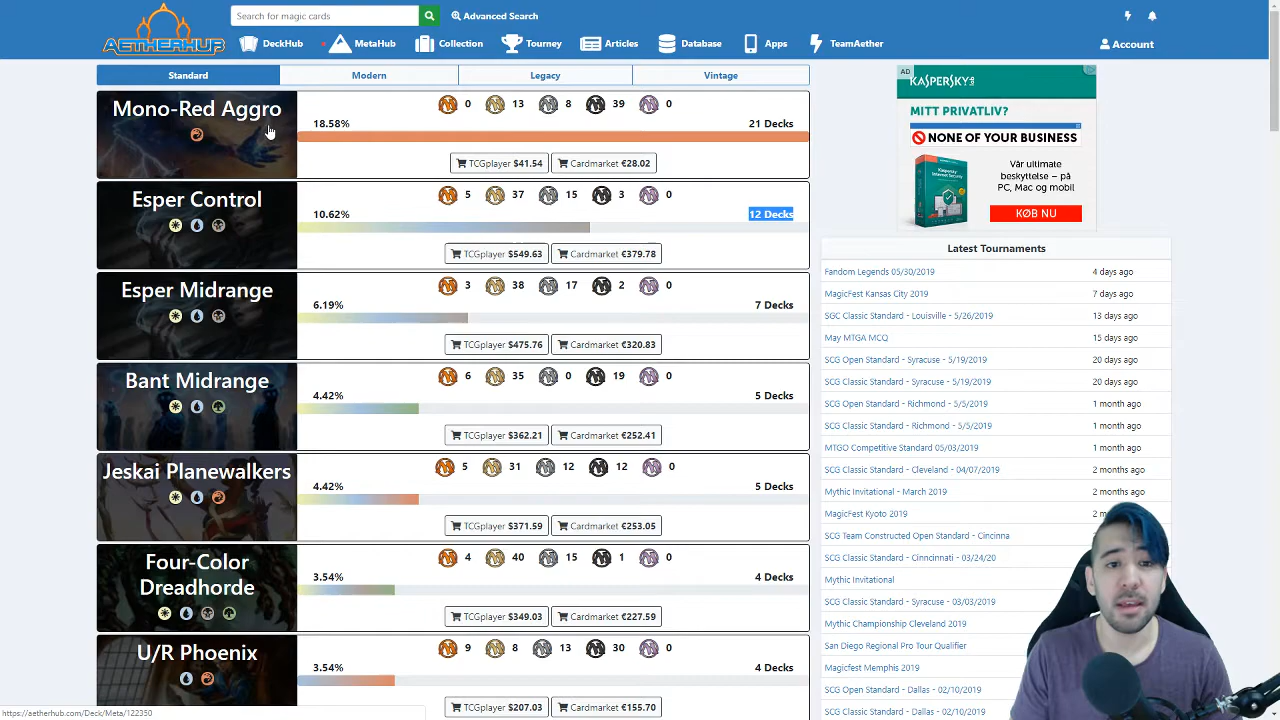 Search for magic cards
Advanced Search
AETHERHUB
DeckHub
MetaHub
Collection
Tourney
Articles
Database
Apps
TeamAether
Account
Standard
Modern
Legacy
Vintage
Mono-Red Aggro
0 13 8 39 0
18.58%
21 Decks
TCGplayer $41.54
Cardmarket €28.02
Esper Control
5 37 15 3 0
10.62%
12 Decks
TCGplayer $549.63
Cardmarket €379.78
Esper Midrange
3 38 17 2 0
6.19%
7 Decks
TCGplayer $475.76
Cardmarket €320.83
Bant Midrange
6 35 0 19 0
4.42%
5 Decks
TCGplayer $362.21
Cardmarket €252.41
Jeskai Planewalkers
5 31 12 12 0
4.42%
5 Decks
TCGplayer $371.59
Cardmarket €253.05
Four-Color
Dreadhorde
4 40 15 1 0
3.54%
4 Decks
TCGplayer $349.03
Cardmarket €227.59
U/R Phoenix
9 8 13 30 0
3.54%
4 Decks
TCGplayer $207.03
Cardmarket €155.70
AD
KASPERSKY
MITT PRIVATLIV?
NONE OF YOUR BUSINESS
Vår ultimate
beskyttelse – på
PC, Mac og mobil
KØB NU
Latest Tournaments
Fandom Legends 05/30/2019 4 days ago
MagicFest Kansas City 2019 7 days ago
SGC Classic Standard - Louisville - 5/26/2019 13 days ago
May MTGA MCQ 15 days ago
SCG Open Standard - Syracuse - 5/19/2019 20 days ago
SCG Classic Standard - Syracuse - 5/19/2019 20 days ago
SCG Open Standard - Richmond - 5/5/2019 1 month ago
SCG Classic Standard - Richmond - 5/5/2019 1 month ago
MTGO Competitive Standard 05/03/2019 1 month ago
SCG Classic Standard - Cleveland - 04/07/2019 2 months ago
Mythic Invitational - March 2019 2 months ago
MagicFest Kyoto 2019 2
SCG Team Constructed Open Standard - Cincinna
SCG Classic Standard - Cincindnati - 03/24/20
Mythic Invitational
SCG Classic Standard - Syracuse - 03/03/2019
Mythic Championship Cleveland 2019
San Diego Regional Pro Tour Qualifier
Magicfest Memphis 2019
SCG Open Standard - Dallas - 02/10/2019
SCG Classic Standard - Dallas - 02/10/2019
https://aetherhub.com/Deck/Meta/122350